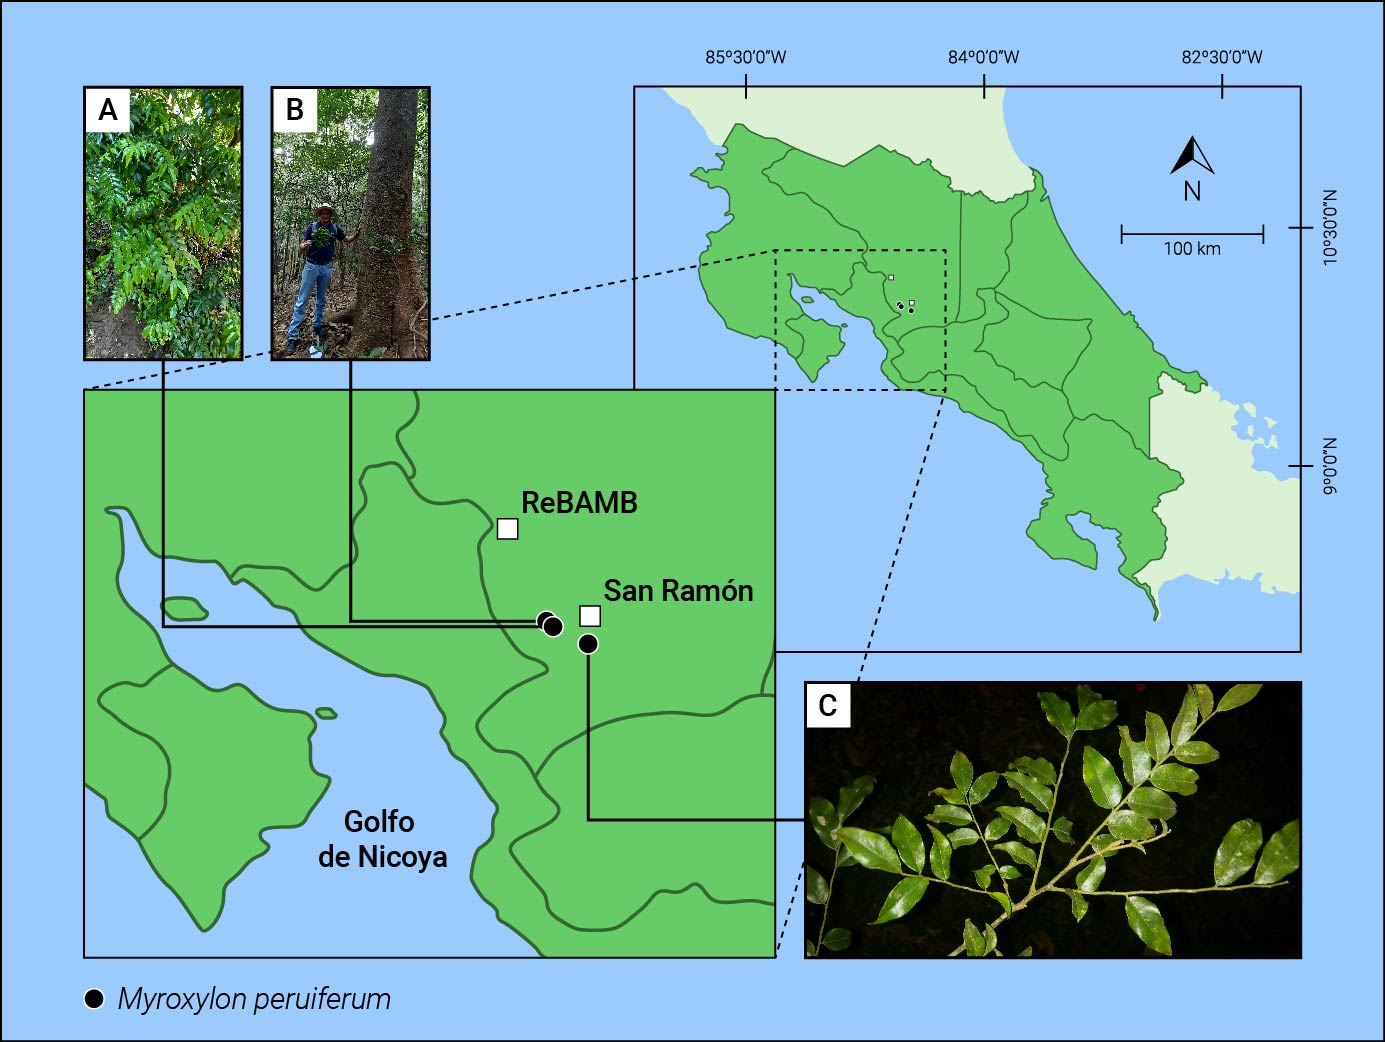 85°30'0"W
84°0'0"W
82°30'0"W
A
B
N
100 km
10°30'0"N
9°0'0"N
ReBAMB
San Ramón
C
Golfo
de Nicoya
Myroxylon peruiferum